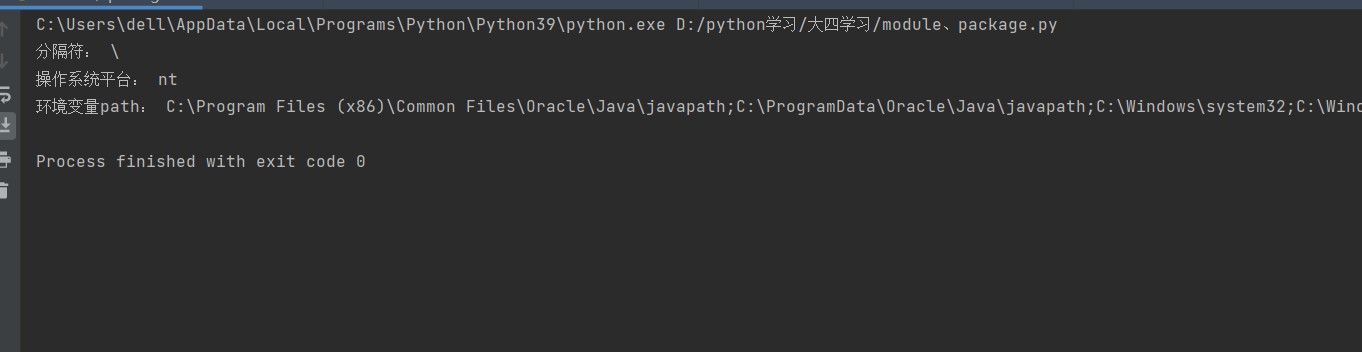 C:\Users\dell\AppData\Local\Programs\Python\Python39\python.exe D:/python学习/大四学习/module、package.py
分隔符： \
操作系统平台： nt
环境变量path： C:\Program Files (x86)\Common Files\Oracle\Java\javapath;C:\ProgramData\Oracle\Java\javapath;C:\Windows\system32;C:\Wind
Process finished with exit code 0